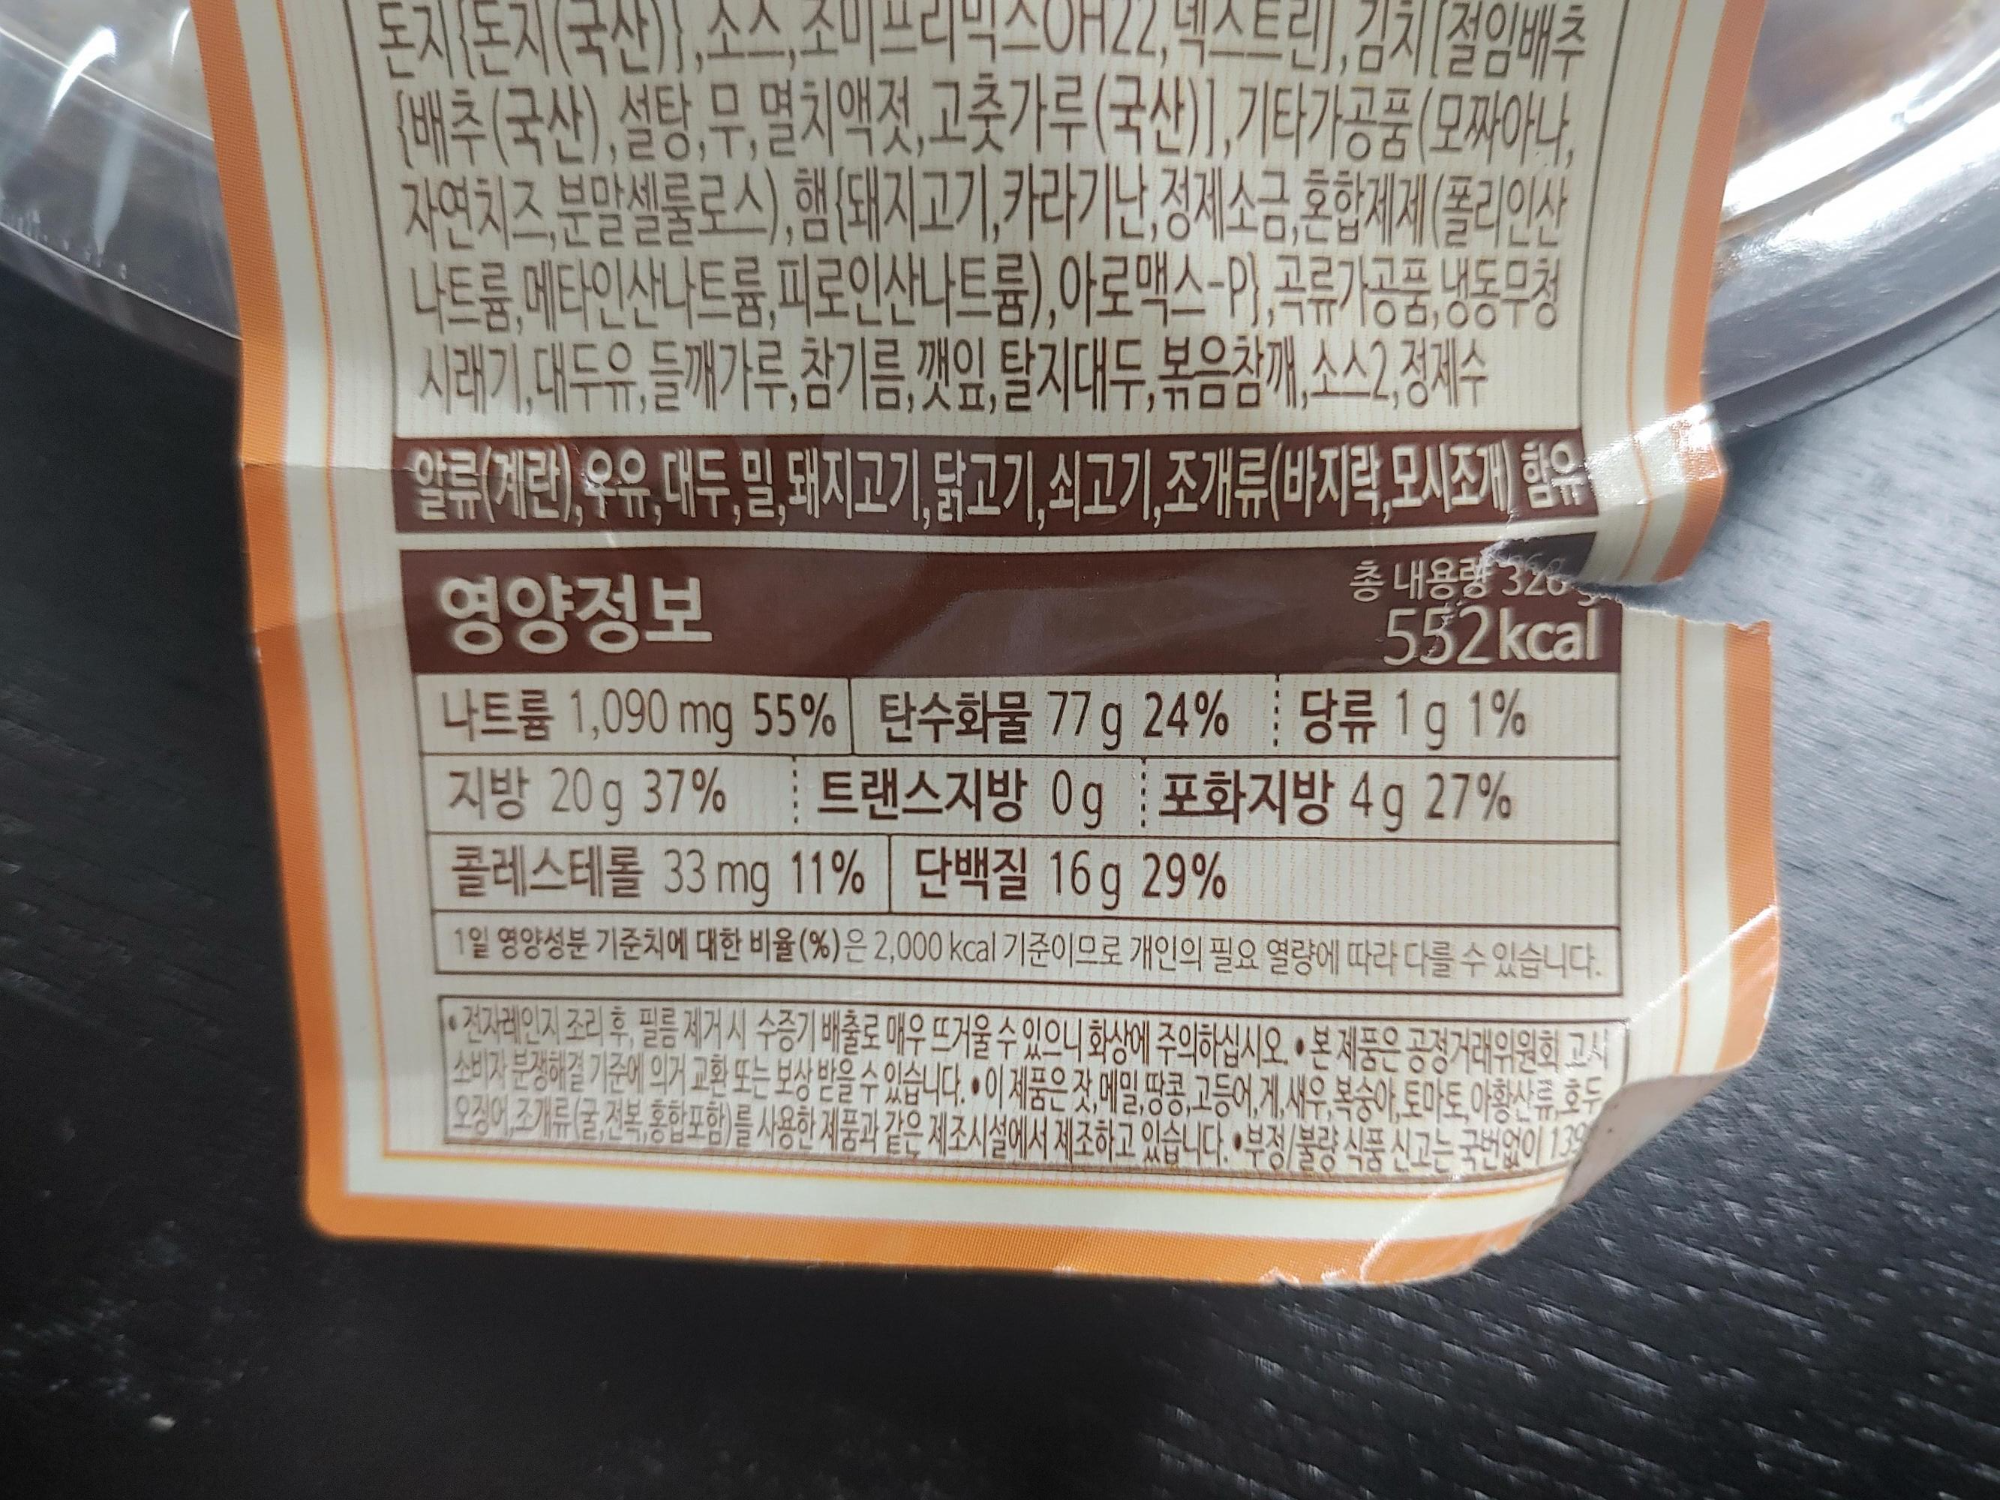 돈지{돈지(국산)},소스,조미프리믹스OH22,덱스트린],김치[절임배추
{배추(국산),설탕,무,멸치액젓,고춧가루(국산)],기타가공품(모짜아나,
자연치즈,분말셀룰로스),햄{돼지고기,카라기난,정제소금,혼합제제(폴리인산
나트륨,메타인산나트륨,피로인산나트륨),아로맥스-P},곡류가공품,냉동무청
시래기,대두유,들깨가루,참기름,깻잎,탈지대두,볶음참깨,소스2,정제수
알류(계란),우유,대두,밀,돼지고기,닭고기,쇠고기,조개류(바지락,모시조개) 함유
영양정보
총 내용량
552kcal
나트륨 1,090 mg 55% 탄수화물 77 g 24% 당류 1 g 1%
지방 20 g 37% 트랜스지방 0 g 포화지방 4 g 27%
콜레스테롤 33 mg 11% 단백질 16 g 29%
1일 영양성분 기준치에 대한 비율(%)은 2,000 kcal 기준이므로 개인의 필요 열량에 따라 다를 수 있습니다.
•전자레인지 조리 후, 필름 제거 시 수증기 배출로 매우 뜨거울 수 있으니 화상에 주의하십시오. •본 제품은 공정거래위원회 고시
소비자 분쟁해결 기준에 의거 교환 또는 보상 받을 수 있습니다. •이 제품은 잣,메밀,땅콩,고등어,게,새우,복숭아,토마토,아황산류,호두,
오징어,조개류(굴,전복,홍합포함)를 사용한 제품과 같은 제조시설에서 제조하고 있습니다. •부정/불량 식품 신고는 국번없이